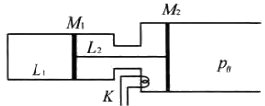 M₁ M₂
L₁ L₂ p₀
K